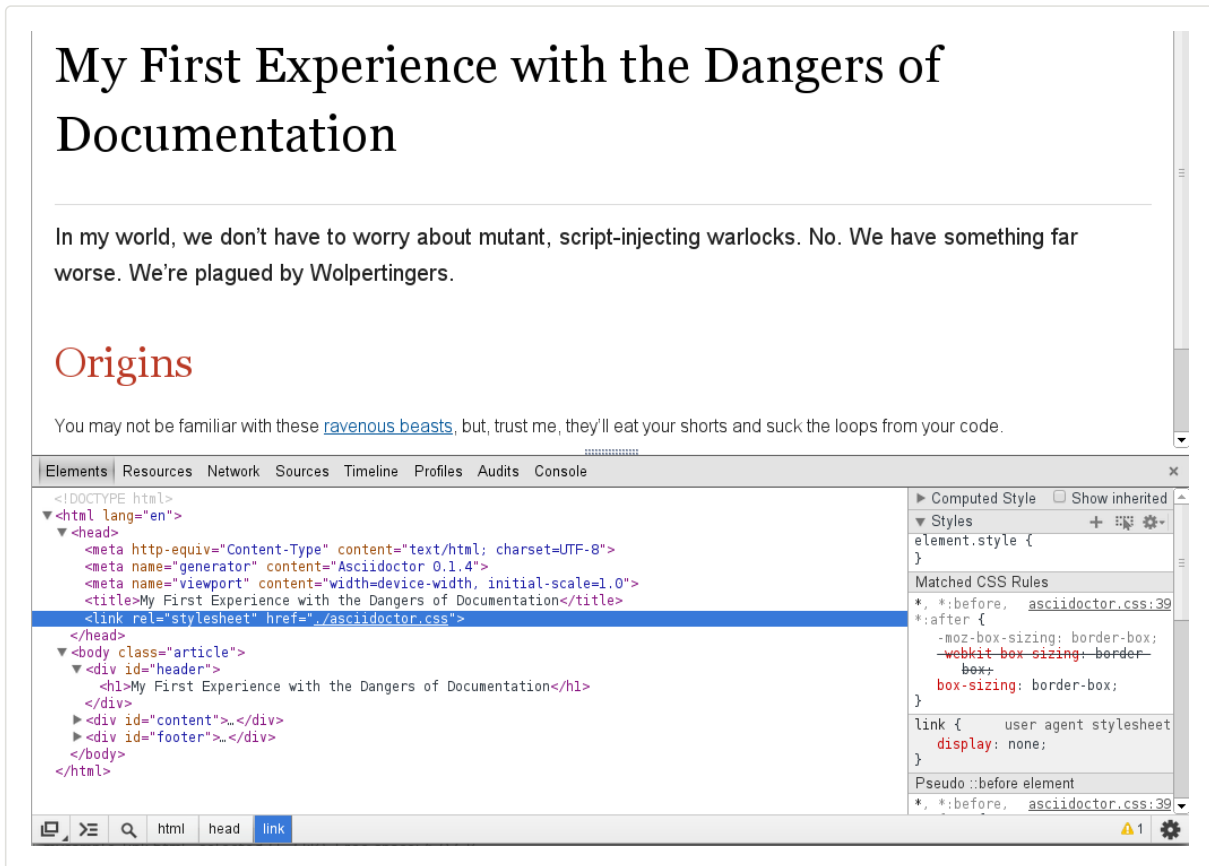 My First Experience with the Dangers of
Documentation
In my world, we don't have to worry about mutant, script-injecting warlocks. No. We have something far
worse. We're plagued by Wolpertingers.
Origins
You may not be familiar with these ravenous beasts, but, trust me, they'll eat your shorts and suck the loops from your code.
Elements Resources Network Sources Timeline Profiles Audits Console ×
<!DOCTYPE html>
▼<html lang="en">
▼<head>
<meta http-equiv="Content-Type" content="text/html; charset=UTF-8">
<meta name="generator" content="Asciidoctor 0.1.4">
<meta name="viewport" content="width=device-width, initial-scale=1.0">
<title>My First Experience with the Dangers of Documentation</title>
<link rel="stylesheet" href="./asciidoctor.css">
</head>
▼<body class="article">
▼<div id="header">
<h1>My First Experience with the Dangers of Documentation</h1>
</div>
▶<div id="content">…</div>
▶<div id="footer">…</div>
</body>
</html>
▶ Computed Style Show inherited
▼ Styles
element.style {
}
Matched CSS Rules
*, *:before, asciidoctor.css:39
*:after {
-moz-box-sizing: border-box;
-webkit-box-sizing: border-
box;
box-sizing: border-box;
}
link { user agent stylesheet
display: none;
}
Pseudo ::before element
*, *:before, asciidoctor.css:39
html head link 1